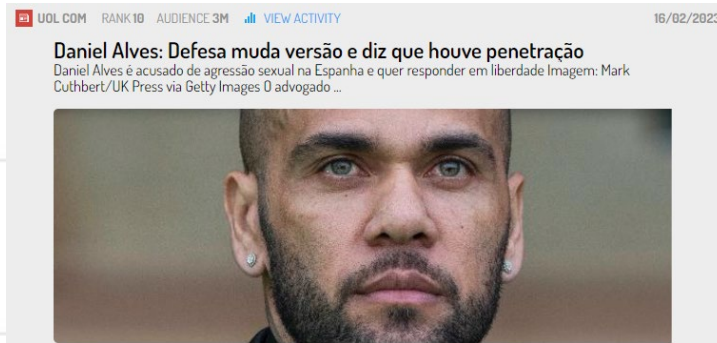 UOL COM RANK 10 AUDIENCE 3M VIEW ACTIVITY 16/02/2023
Daniel Alves: Defesa muda versão e diz que houve penetração
Daniel Alves é acusado de agressão sexual na Espanha e quer responder em liberdade Imagem: Mark
Cuthbert/UK Press via Getty Images O advogado ...